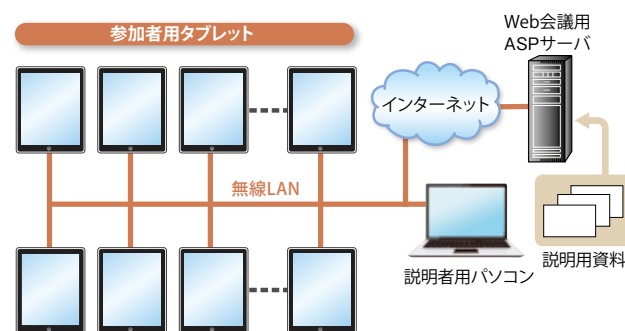 参加者用タブレット
Web会議用
ASPサーバ
インターネット
無線LAN
説明者用パソコン
説明用資料